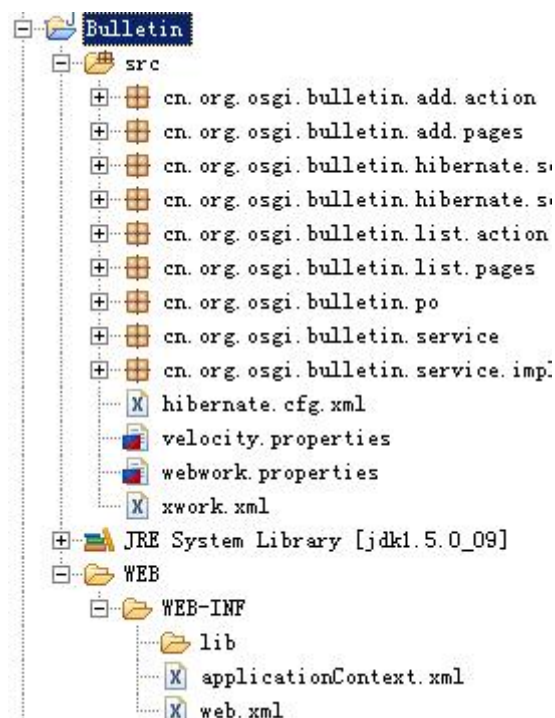 Bulletin
src
cn.org.osgi.bulletin.add.action
cn.org.osgi.bulletin.add.pages
cn.org.osgi.bulletin.hibernate.se
cn.org.osgi.bulletin.hibernate.se
cn.org.osgi.bulletin.list.action
cn.org.osgi.bulletin.list.pages
cn.org.osgi.bulletin.po
cn.org.osgi.bulletin.service
cn.org.osgi.bulletin.service.impl
hibernate.cfg.xml
velocity.properties
webwork.properties
xwork.xml
JRE System Library [jdk1.5.0_09]
WEB
WEB-INF
lib
applicationContext.xml
web.xml